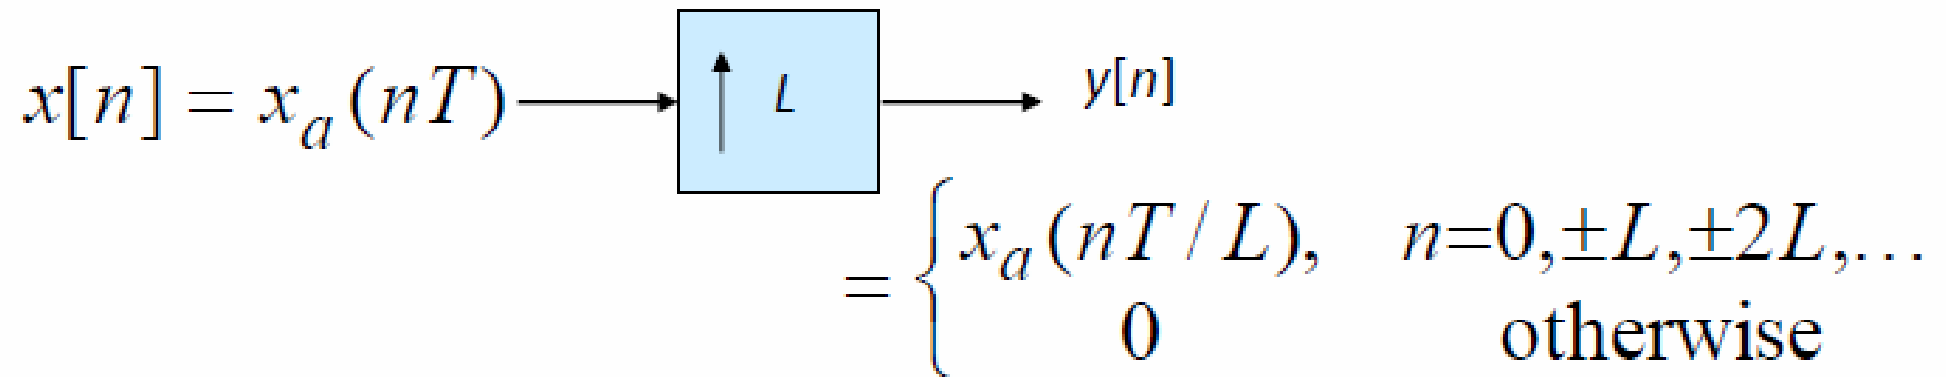 x[n] = x_a(nT) ↑ L y[n]
= { x_a(nT / L), n=0,±L,±2L,…
0 otherwise